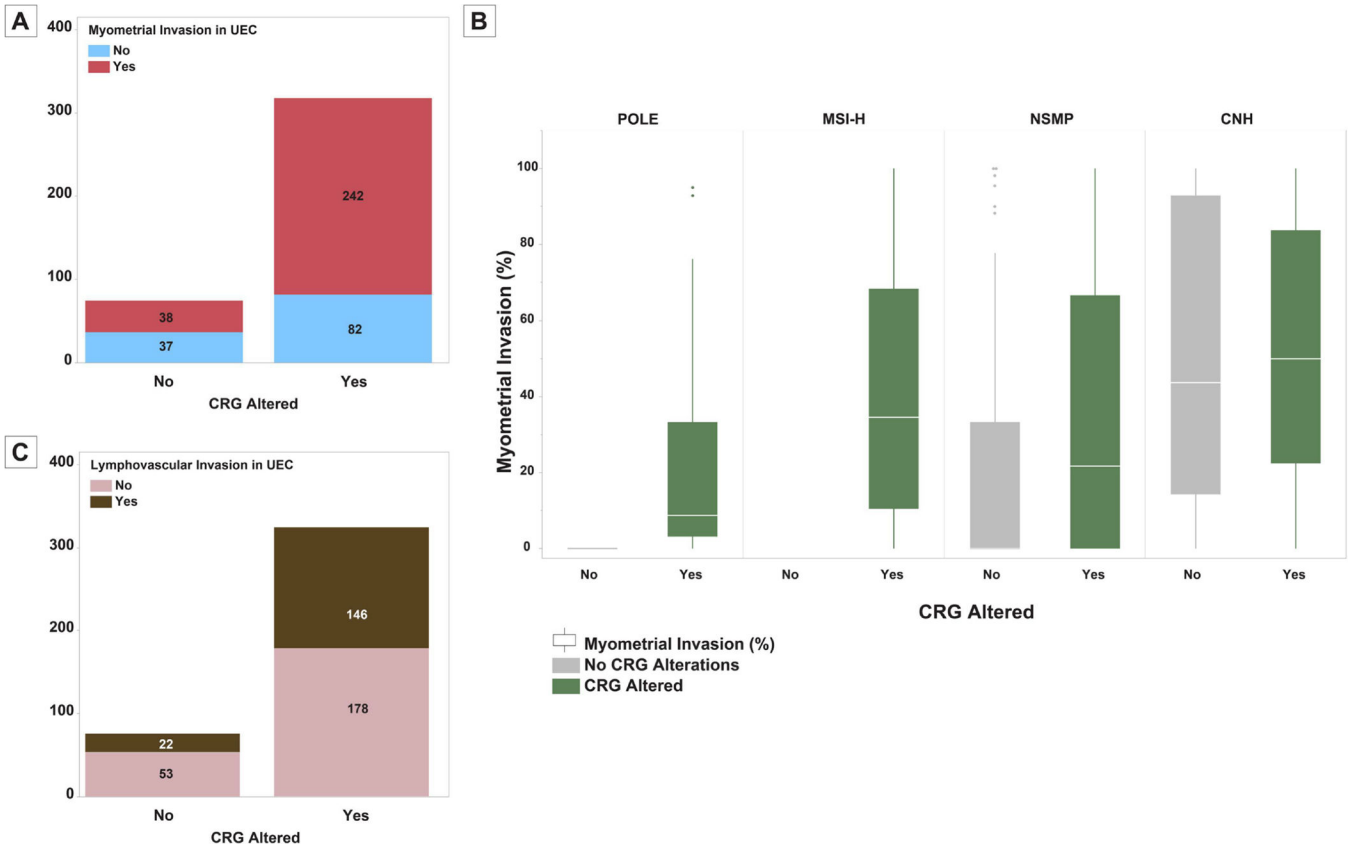 A
Myometrial Invasion in UEC
No
Yes
400
300
200
100
0
242
38
82
37
No
Yes
CRG Altered
B
POLE
MSI-H
NSMP
CNH
Myometrial Invasion (%)
100
80
60
40
20
0
No
Yes
No
Yes
No
Yes
No
Yes
CRG Altered
Myometrial Invasion (%)
No CRG Alterations
CRG Altered
C
Lymphovascular Invasion in UEC
No
Yes
400
300
200
100
0
146
178
22
53
No
Yes
CRG Altered